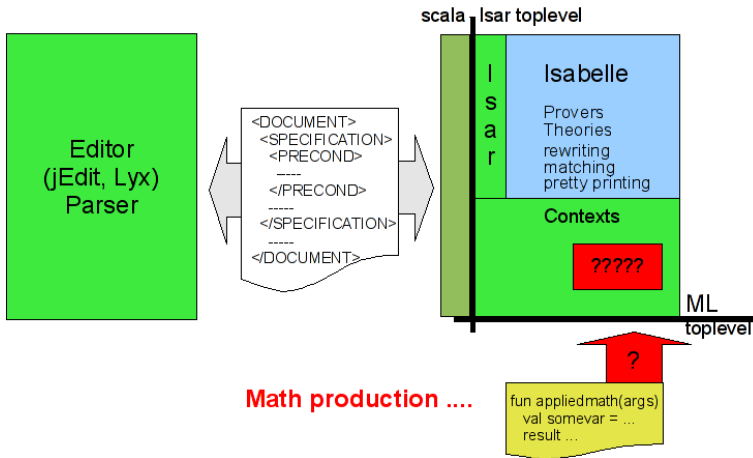 scala Isar toplevel
Editor
(jEdit, Lyx)
Parser
<DOCUMENT>
<SPECIFICATION>
<PRECOND>
-----
</PRECOND>
-----
</SPECIFICATION>
-----
</DOCUMENT>
I
s
a
r
Isabelle
Provers
Theories
rewriting
matching
pretty printing
Contexts
?????
ML
toplevel
?
Math production ....
fun appliedmath(args)
val somevar = ...
result ...